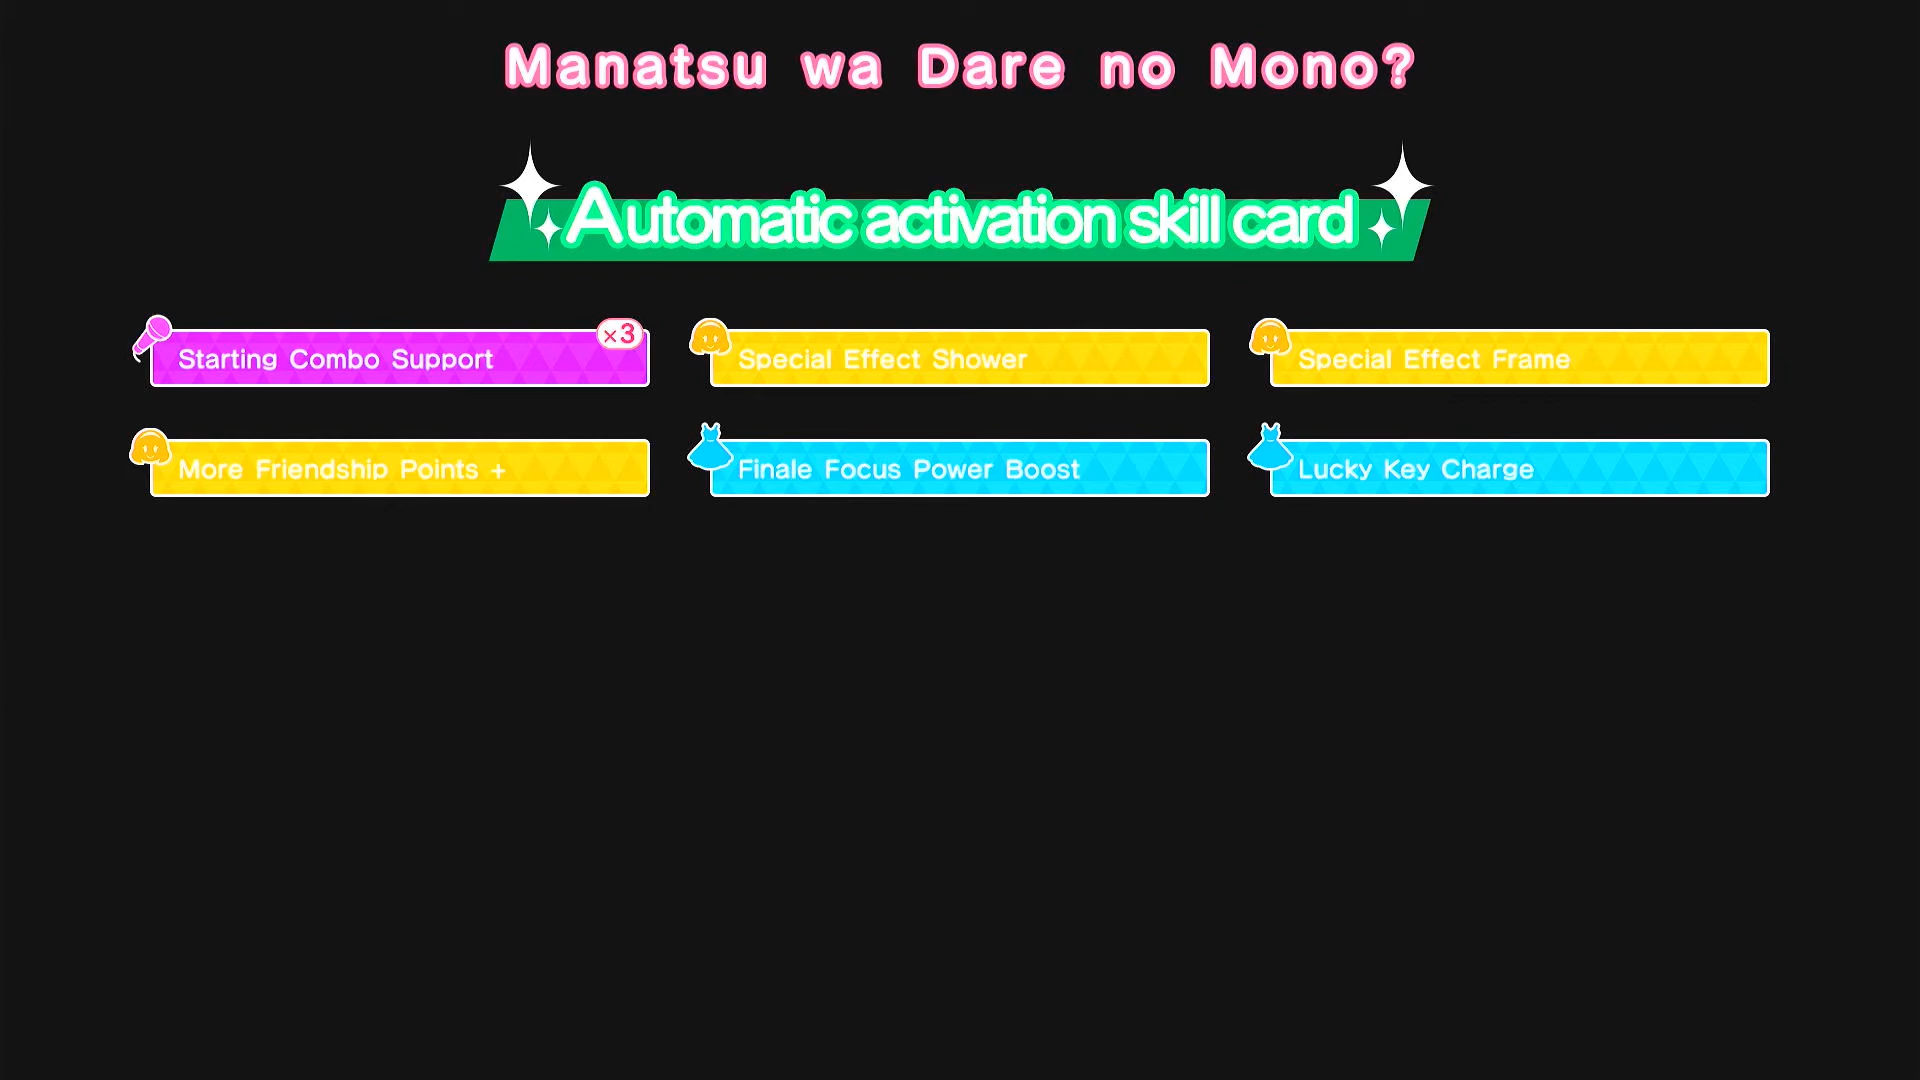 Manatsu wa Dare no Mono?
Automatic activation skill card
Starting Combo Support ×3
Special Effect Shower
Special Effect Frame
More Friendship Points +
Finale Focus Power Boost
Lucky Key Charge